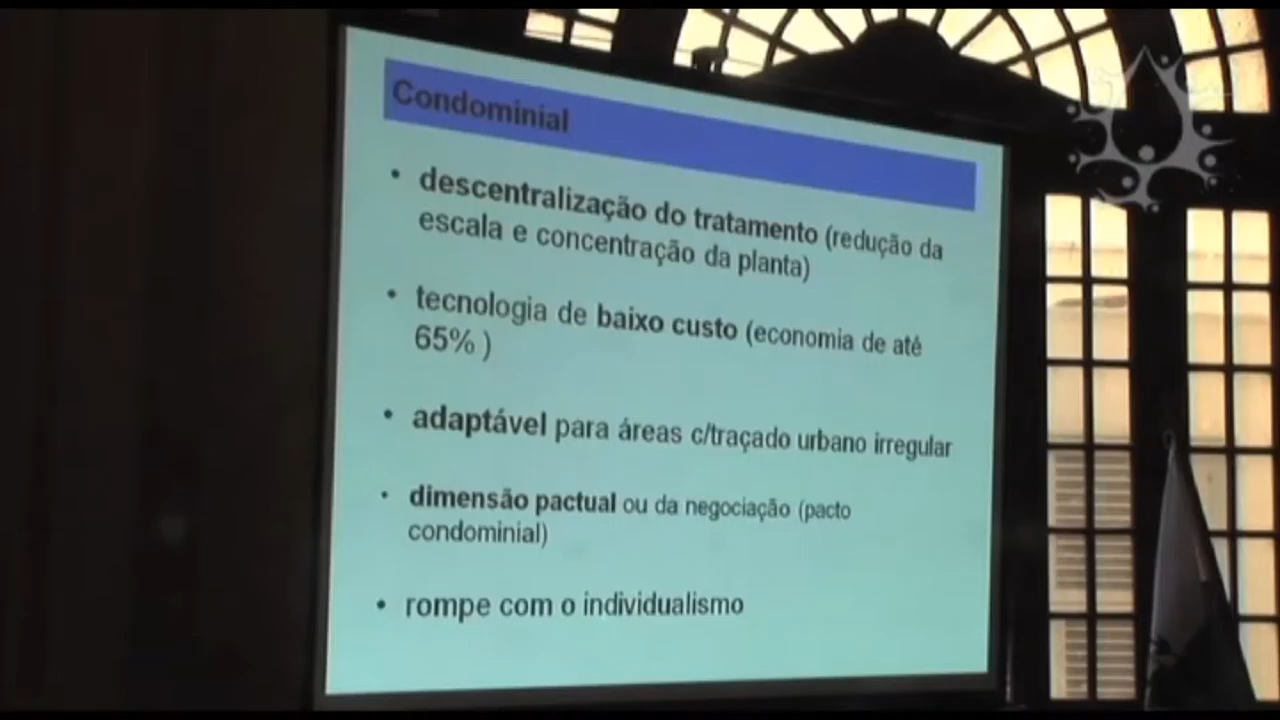 Condominial
• descentralização do tratamento (redução da
escala e concentração da planta)
• tecnologia de baixo custo (economia de até
65% )
• adaptável para áreas c/traçado urbano irregular
• dimensão pactual ou da negociação (pacto
condominial)
• rompe com o individualismo